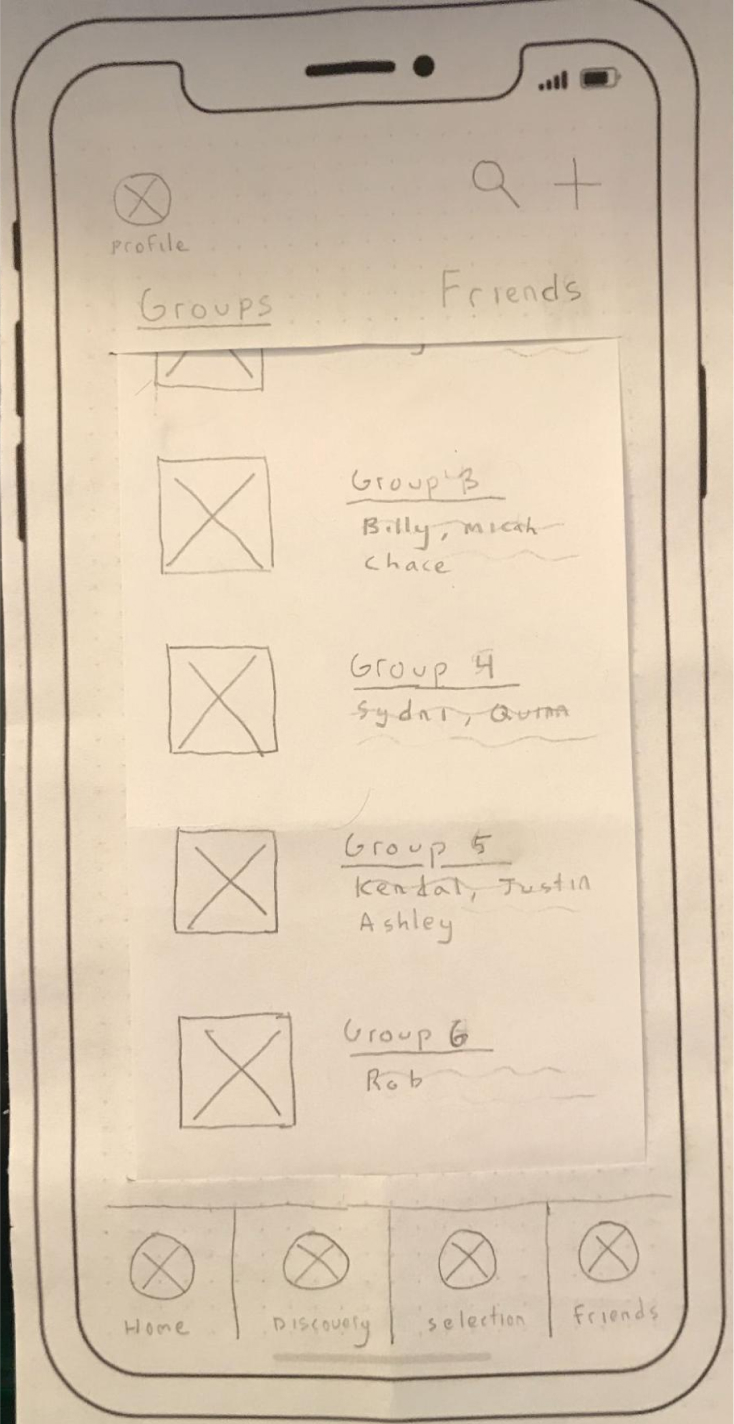 profile
Groups Friends
Group 3
Billy, Micah
Chace
Group 4
Sydni, Quinn
Group 5
Kendal, Justin
Ashley
Group 6
Rob
Home Discovery selection Friends